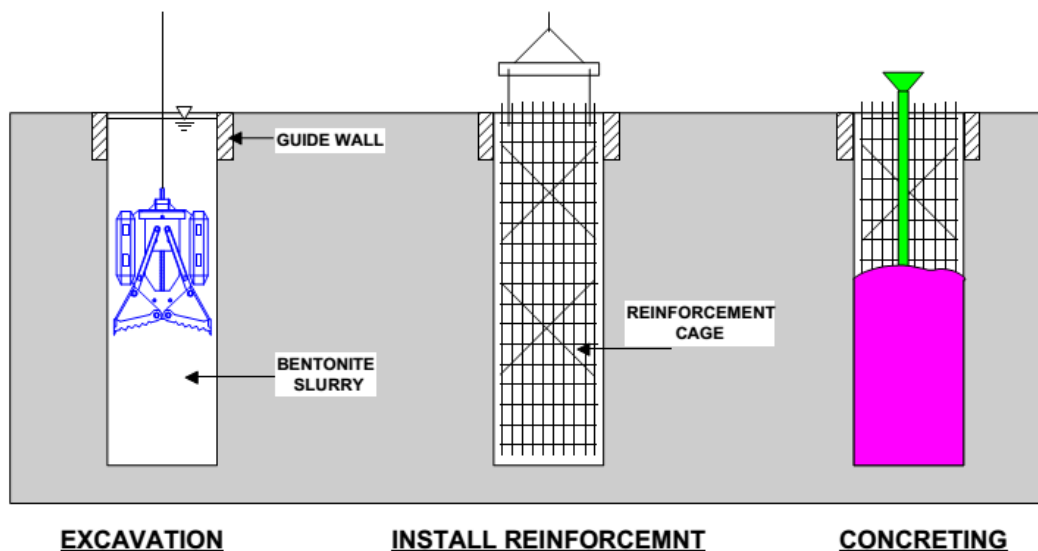 GUIDE WALL
BENTONITE
SLURRY
REINFORCEMENT
CAGE
EXCAVATION
INSTALL REINFORCEMNT
CONCRETING